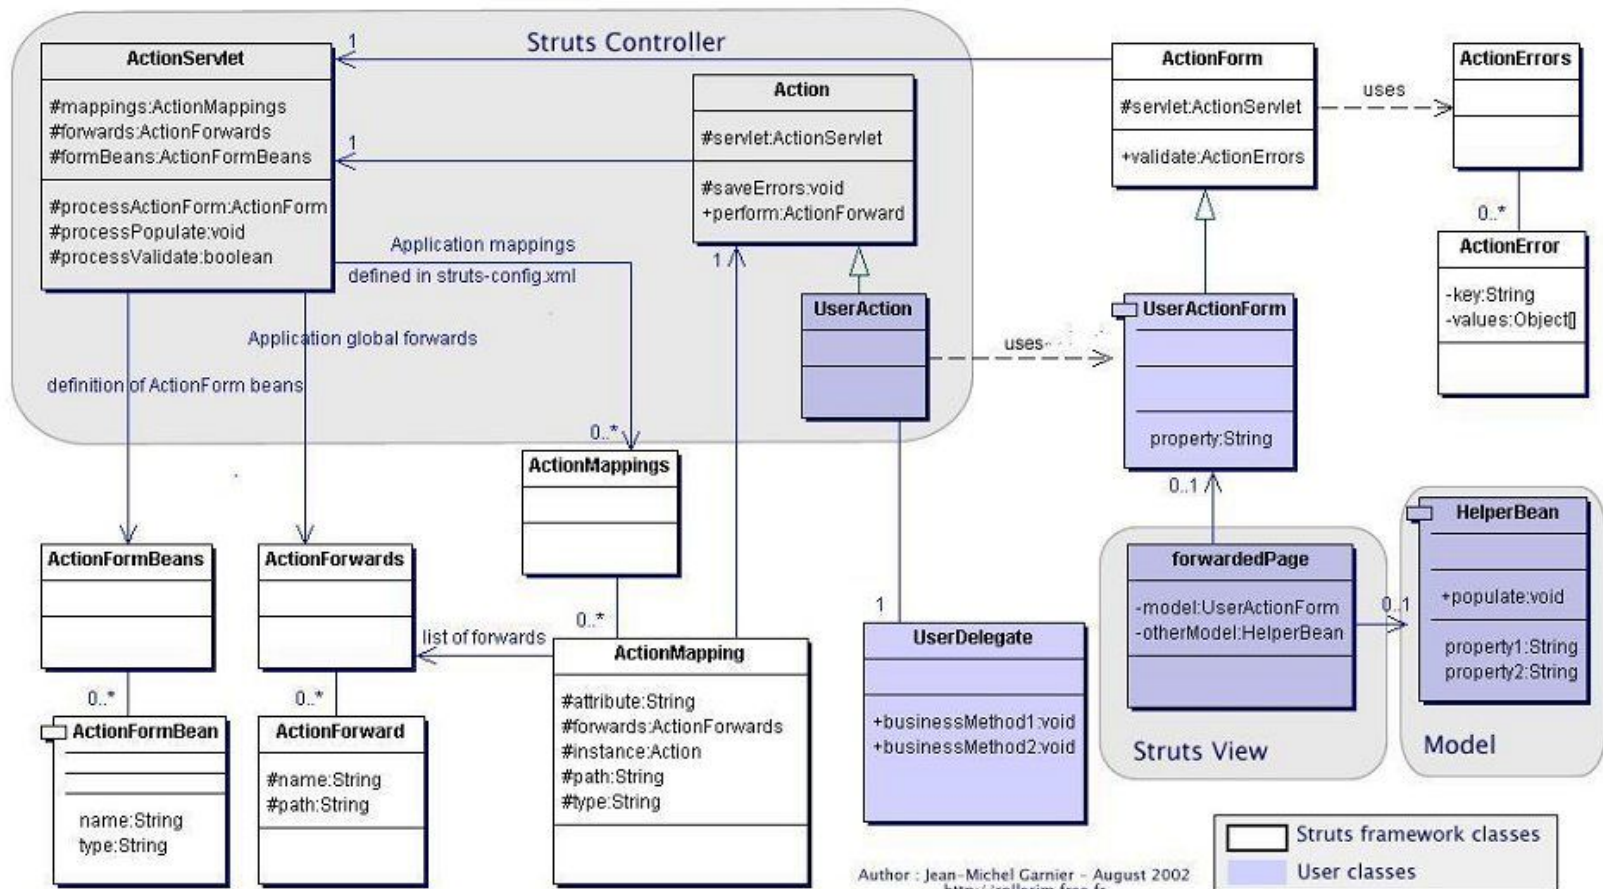 Struts Controller
ActionServlet
#mappings:ActionMappings
#forwards:ActionForwards
#formBeans:ActionFormBeans
#processActionForm:ActionForm
#processPopulate:void
#processValidate:boolean
1
1
Action
#servlet:ActionServlet
#saveErrors:void
+perform:ActionForward
ActionForm
#servlet:ActionServlet
+validate:ActionErrors
uses
ActionErrors
0..*
ActionError
-key:String
-values:Object[]
Application mappings
defined in struts-config.xml
1
UserAction
uses
UserActionForm
property:String
Application global forwards
definition of ActionForm beans
0..*
ActionMappings
0..1
HelperBean
+populate:void
property1:String
property2:String
Model
forwardedPage
-model:UserActionForm
-otherModel:HelperBean
0..1
Struts View
ActionFormBeans
ActionForwards
0..*
list of forwards
1
UserDelegate
+businessMethod1:void
+businessMethod2:void
ActionMapping
#attribute:String
#forwards:ActionForwards
#instance:Action
#path:String
#type:String
0..*
ActionFormBean
name:String
type:String
0..*
ActionForward
#name:String
#path:String
Struts framework classes
User classes
Author : Jean-Michel Garnier - August 2002